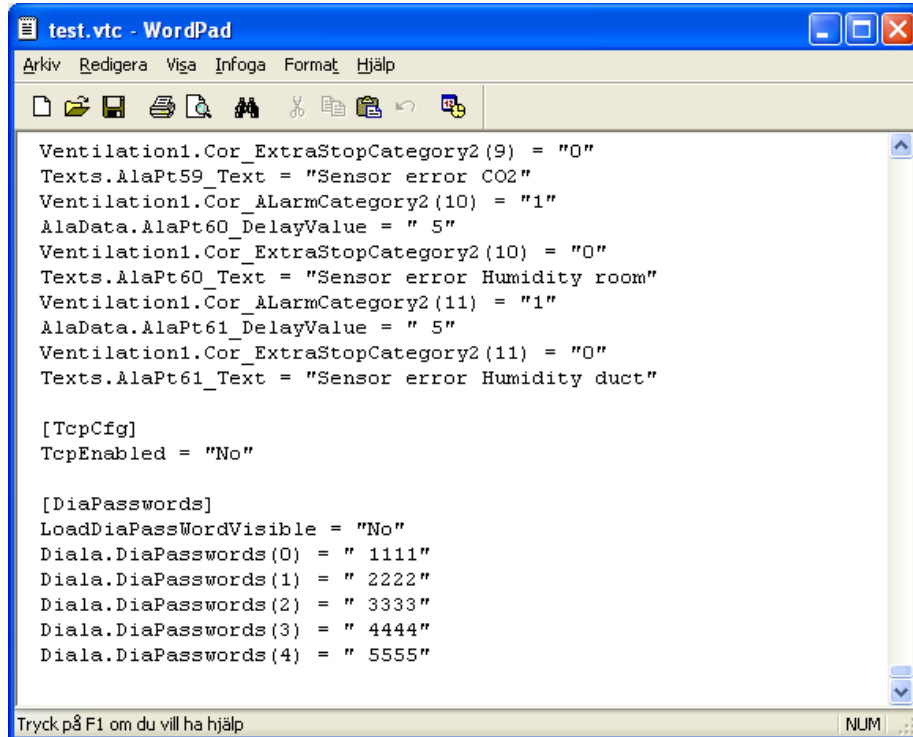 test.vtc - WordPad
Arkiv Redigera Visa Infoga Format Hjälp
Ventilation1.Cor_ExtraStopCategory2(9) = "0"
Texts.AlaPt59_Text = "Sensor error CO2"
Ventilation1.Cor_ALarmCategory2(10) = "1"
AlaData.AlaPt60_DelayValue = " 5"
Ventilation1.Cor_ExtraStopCategory2(10) = "0"
Texts.AlaPt60_Text = "Sensor error Humidity room"
Ventilation1.Cor_ALarmCategory2(11) = "1"
AlaData.AlaPt61_DelayValue = " 5"
Ventilation1.Cor_ExtraStopCategory2(11) = "0"
Texts.AlaPt61_Text = "Sensor error Humidity duct"
[TcpCfg]
TcpEnabled = "No"
[DiaPasswords]
LoadDiaPassWordVisible = "No"
Diala.DiaPasswords(0) = " 1111"
Diala.DiaPasswords(1) = " 2222"
Diala.DiaPasswords(2) = " 3333"
Diala.DiaPasswords(3) = " 4444"
Diala.DiaPasswords(4) = " 5555"
Tryck på F1 om du vill ha hjälp NUM